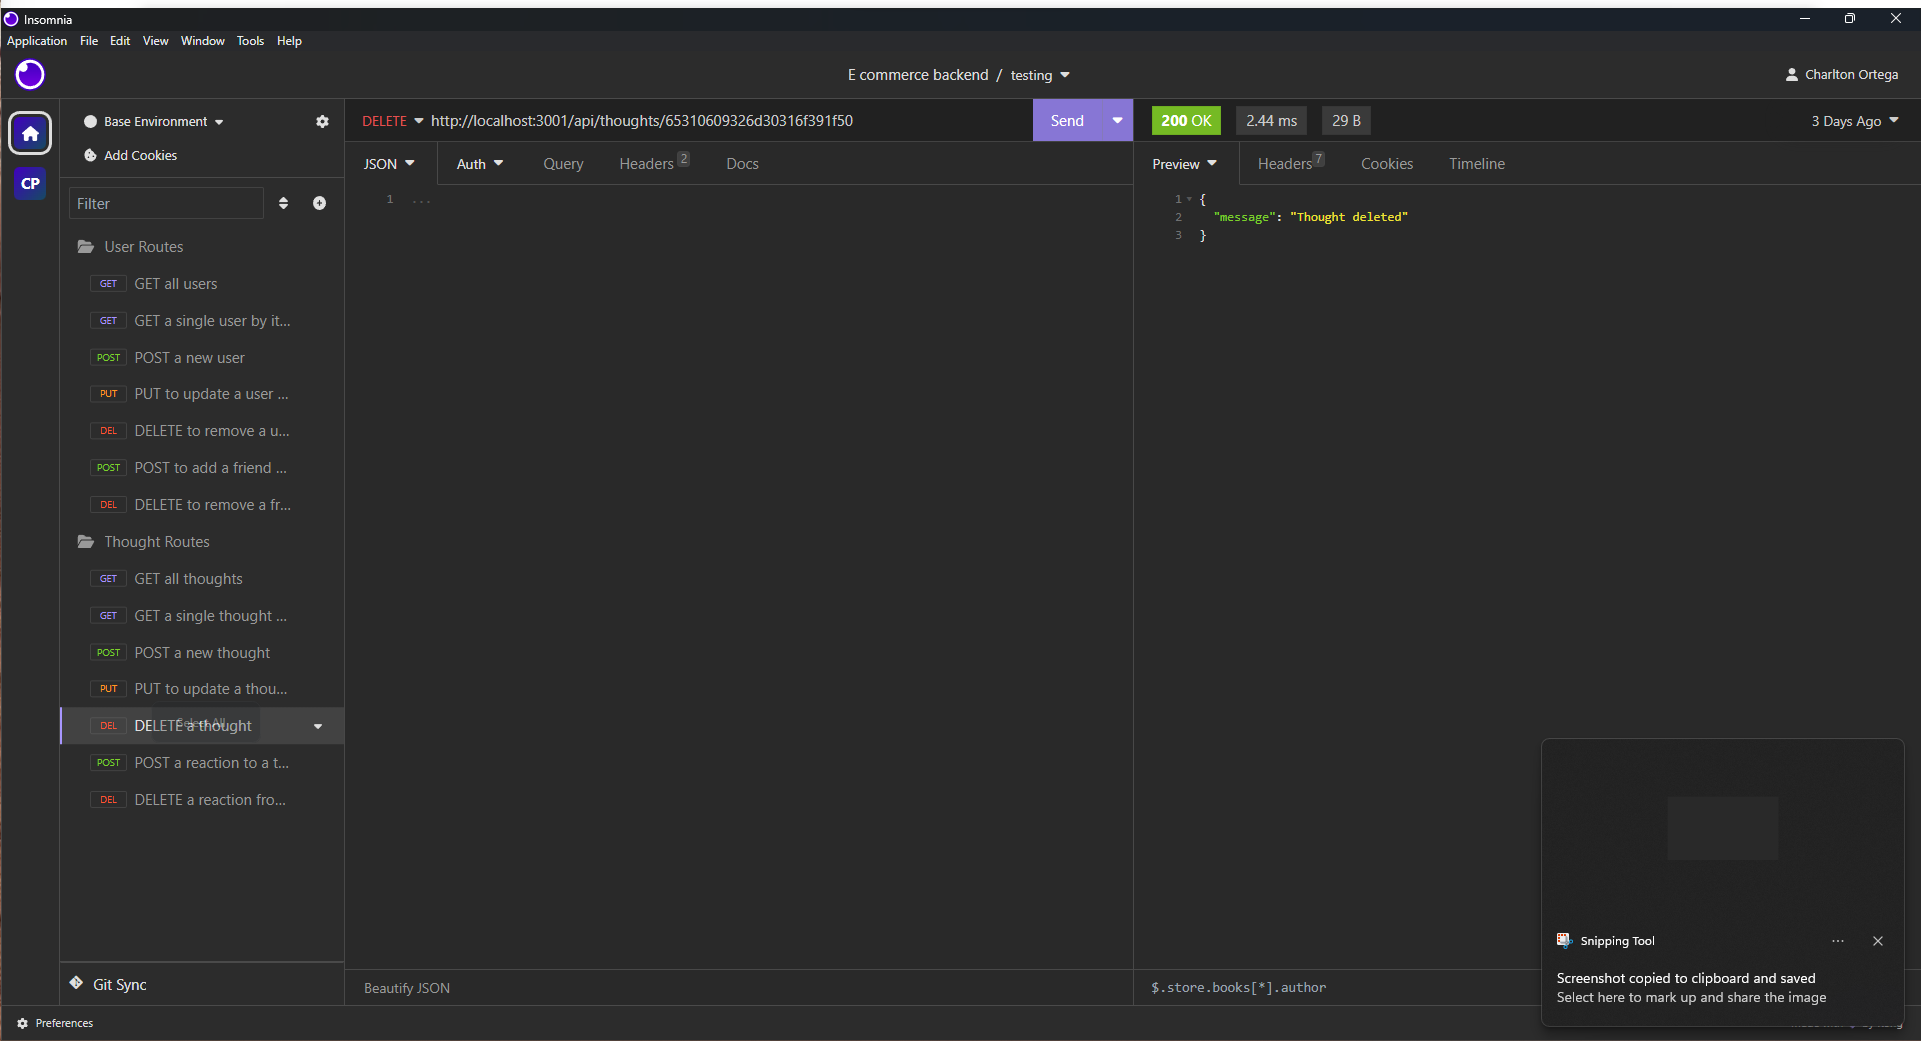 Insomnia
Application File Edit View Window Tools Help
E commerce backend / testing
Charlton Ortega
Base Environment
Add Cookies
CP
Filter
User Routes
GET GET all users
GET GET a single user by it...
POST POST a new user
PUT PUT to update a user ...
DEL DELETE to remove a u...
POST POST to add a friend ...
DEL DELETE to remove a fr...
Thought Routes
GET GET all thoughts
GET GET a single thought ...
POST POST a new thought
PUT PUT to update a thou...
DEL DELETE a thought
Select All
POST POST a reaction to a t...
DEL DELETE a reaction fro...
Git Sync
Preferences
DELETE http://localhost:3001/api/thoughts/65310609326d30316f391f50 Send
JSON Auth Query Headers 2 Docs
1 ...
Beautify JSON
200 OK 2.44 ms 29 B 3 Days Ago
Preview Headers 7 Cookies Timeline
1 {
2 "message": "Thought deleted"
3 }
$.store.books[*].author
Snipping Tool
Screenshot copied to clipboard and saved
Select here to mark up and share the image